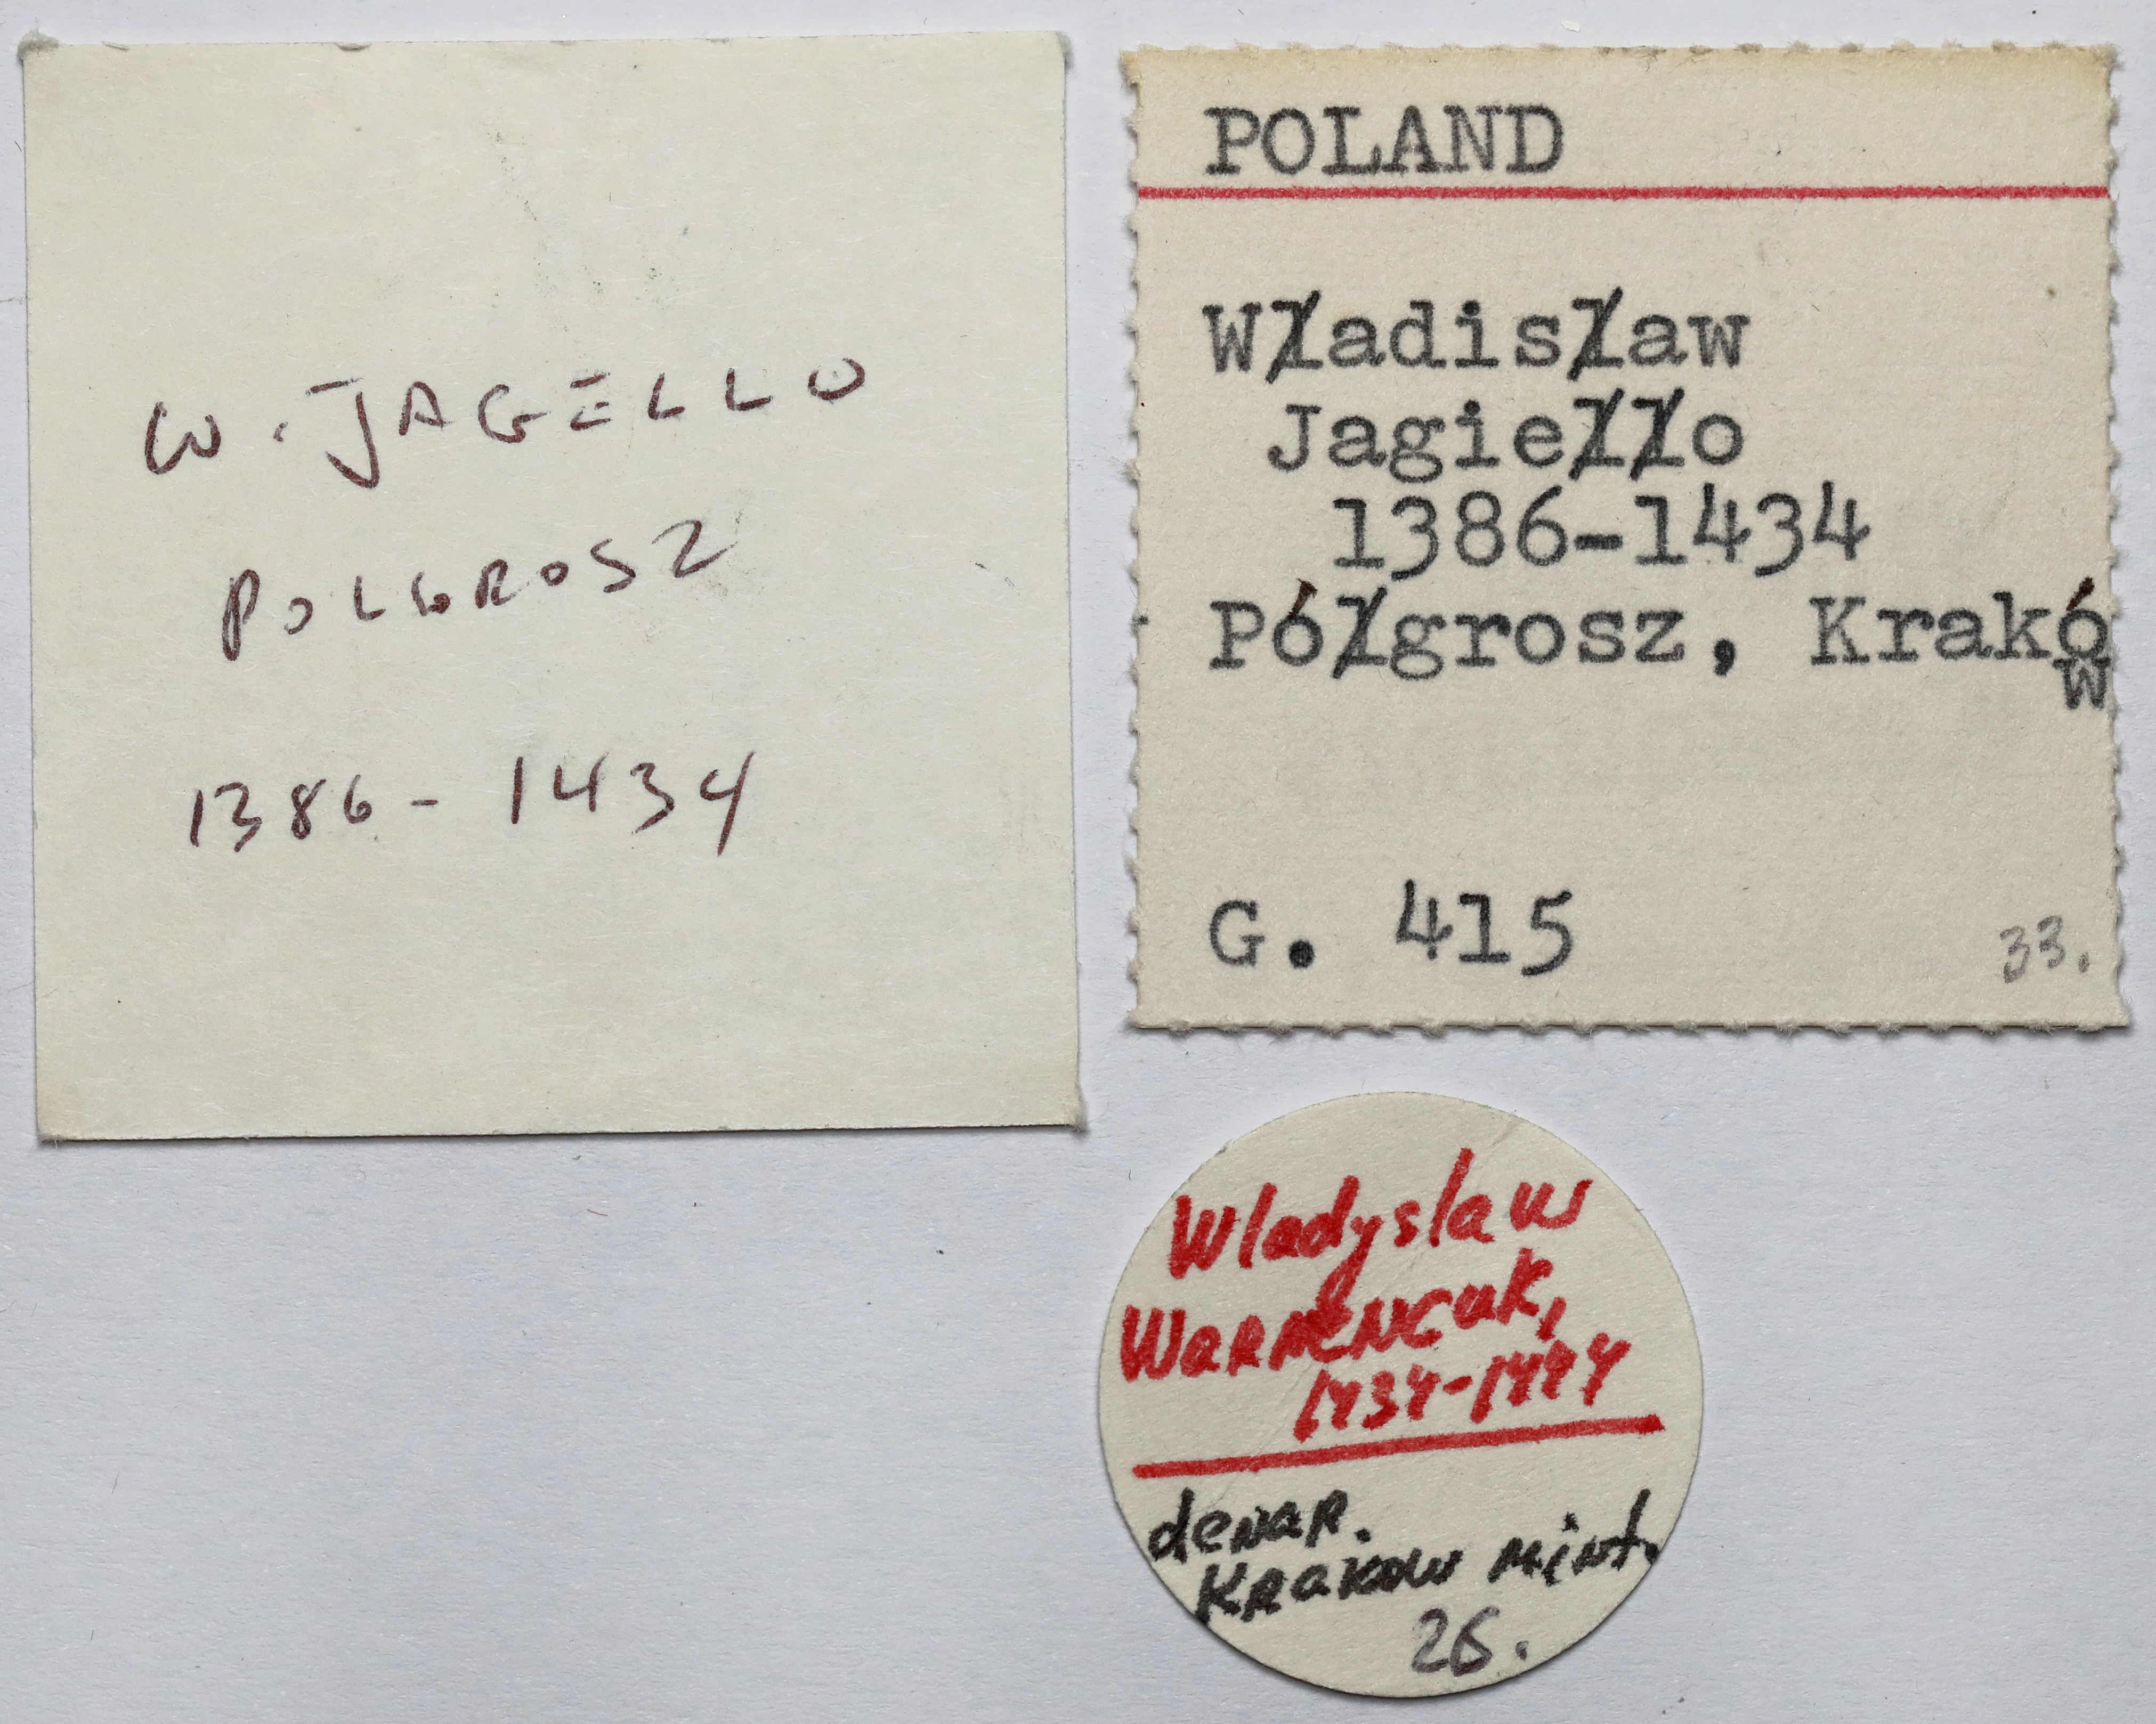 W. JAGELLO
POLGROSZ
1386 - 1434
POLAND
Władisław
Jagiełło
1386-1434
Półgrosz, Kraków
G. 415
33.
Wladyslaw
Warnencuk,
1434-1444
denar.
Krakow mint.
26.